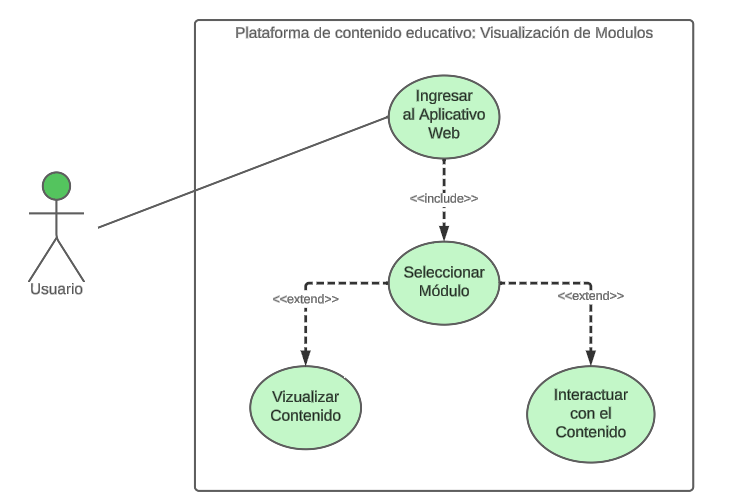 Plataforma de contenido educativo: Visualización de Modulos
Ingresar
al Aplicativo
Web
<<include>>
Usuario
Seleccionar
Módulo
<<extend>>
<<extend>>
Vizualizar
Contenido
Interactuar
con el
Contenido